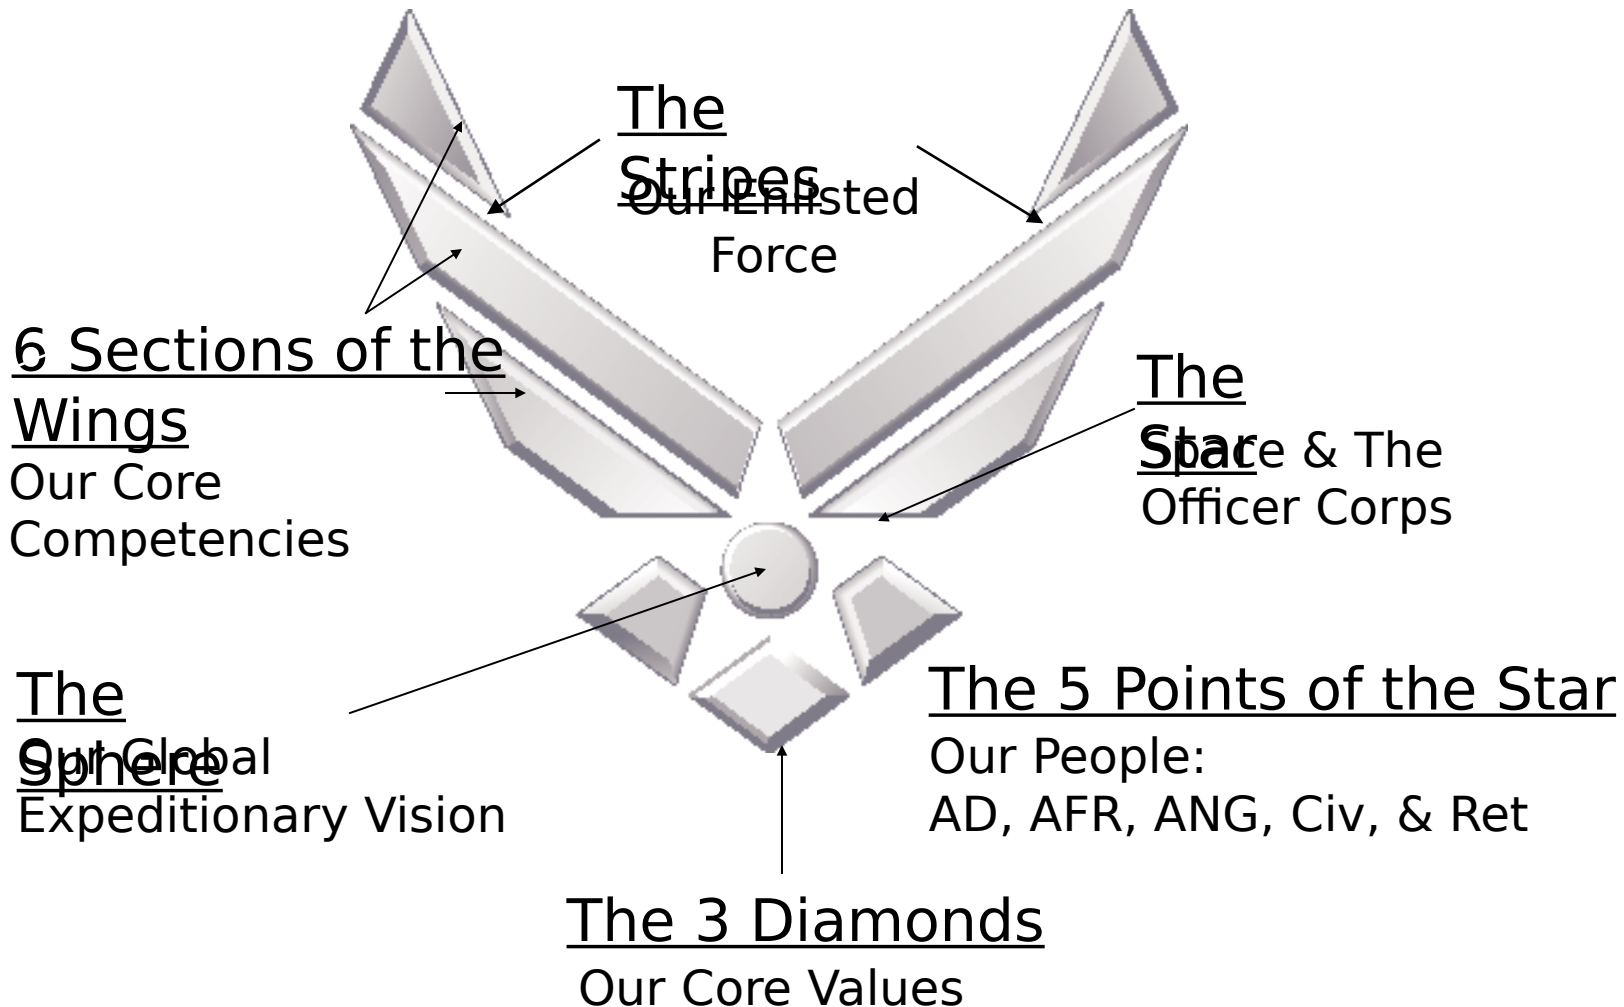 The
Stripes
Our Enlisted
Force
6 Sections of the
Wings
Our Core
Competencies
The
Star
Space & The
Officer Corps
The
Sphere
Our Global
Expeditionary Vision
The 5 Points of the Star
Our People:
AD, AFR, ANG, Civ, & Ret
The 3 Diamonds
Our Core Values